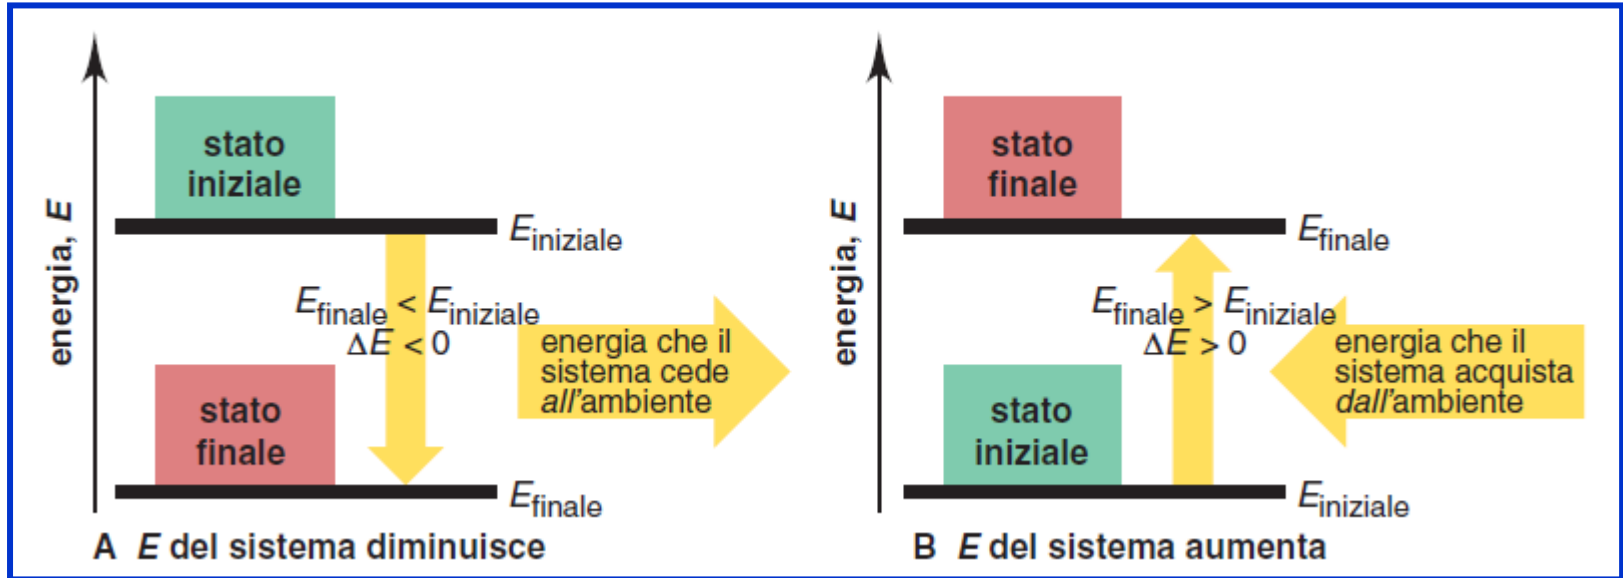 energia, E
stato
iniziale
E iniziale
E finale < E iniziale
ΔE < 0
energia che il
sistema cede
all'ambiente
stato
finale
E finale
A E del sistema diminuisce
energia, E
stato
finale
E finale
E finale > E iniziale
ΔE > 0
energia che il
sistema acquista
dall'ambiente
stato
iniziale
E iniziale
B E del sistema aumenta